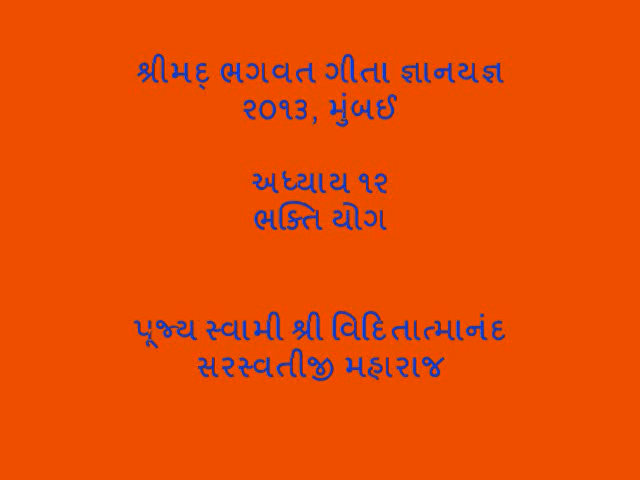 શ્રીમદ્ ભગવત ગીતા જ્ઞાનયજ્ઞ
૨૦૧૩, મુંબઈ
અધ્યાય ૧૨
ભક્તિ યોગ
પૂજ્ય સ્વામી શ્રી વિદિતાત્માનંદ
સરસ્વતીજી મહારાજ